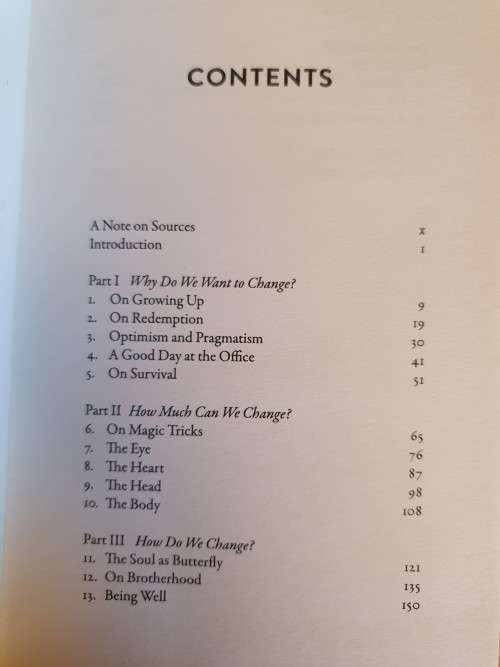 CONTENTS
A Note on Sources x
Introduction 1
Part I Why Do We Want to Change?
1. On Growing Up 9
2. On Redemption 19
3. Optimism and Pragmatism 30
4. A Good Day at the Office 41
5. On Survival 51
Part II How Much Can We Change?
6. On Magic Tricks 65
7. The Eye 76
8. The Heart 87
9. The Head 98
10. The Body 108
Part III How Do We Change?
11. The Soul as Butterfly 121
12. On Brotherhood 135
13. Being Well 150